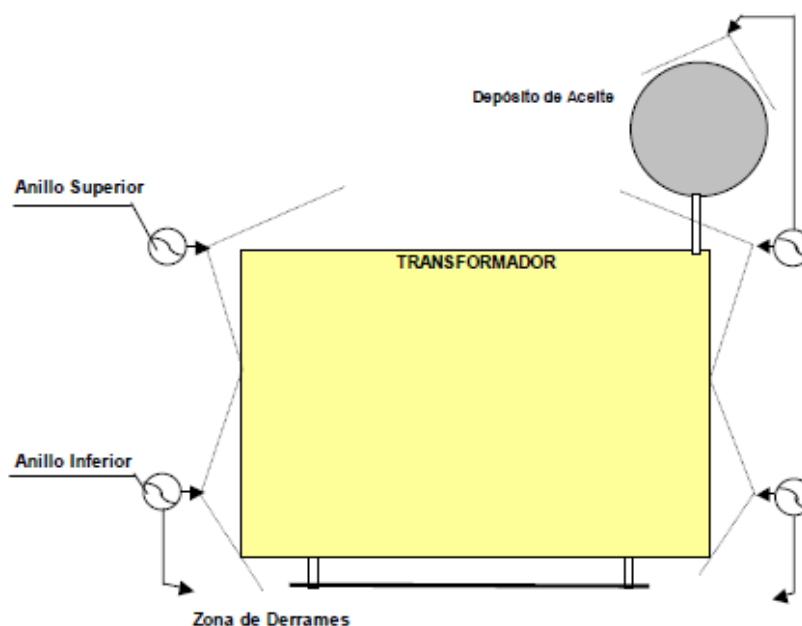 Depósito de Aceite
Anillo Superior
TRANSFORMADOR
Anillo Inferior
Zona de Derrames